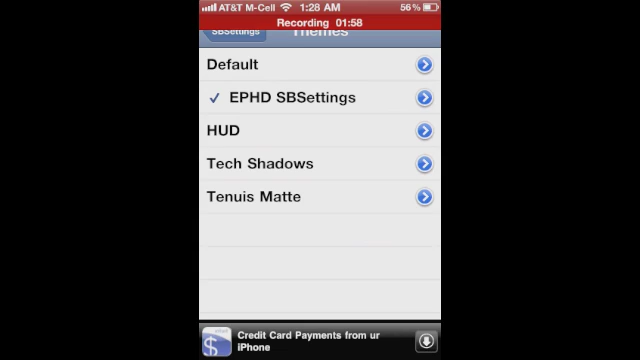 AT&T M-Cell 1:28 AM 56%
Recording 01:58
SBSettings Themes
Default
EPHD SBSettings
HUD
Tech Shadows
Tenuis Matte
Credit Card Payments from ur
iPhone